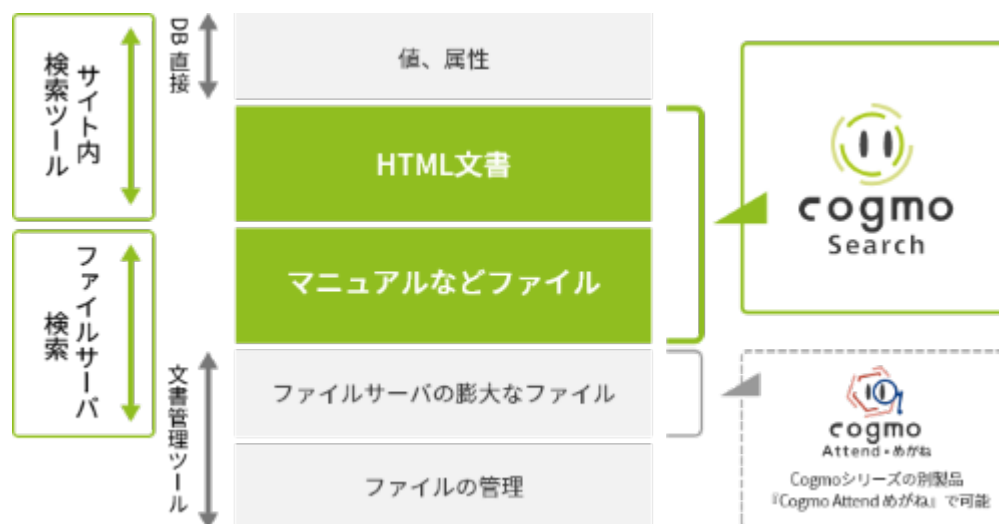 サイト内
検索ツール
DB直接
値、属性
HTML文書
マニュアルなどファイル
cogmo
Search
ファイルサーバ
検索
文書管理ツール
ファイルサーバの膨大なファイル
ファイルの管理
cogmo
Attend・めがね
Cogmoシリーズの別製品
『Cogmo Attend めがね』で可能